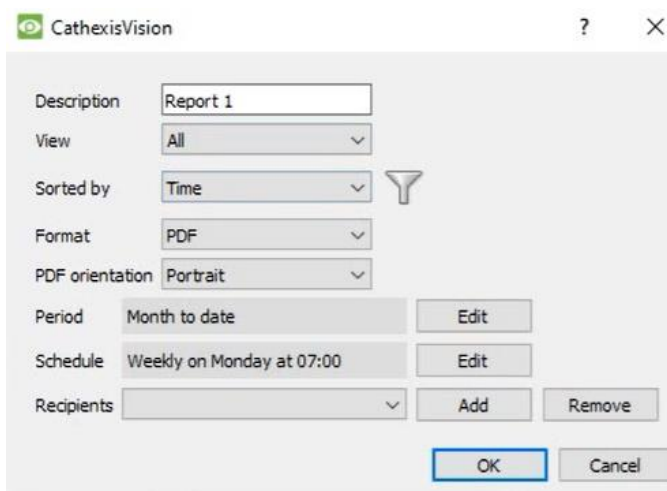 CathexisVision
Description Report 1
View All
Sorted by Time
Format PDF
PDF orientation Portrait
Period Month to date Edit
Schedule Weekly on Monday at 07:00 Edit
Recipients Add Remove
OK Cancel